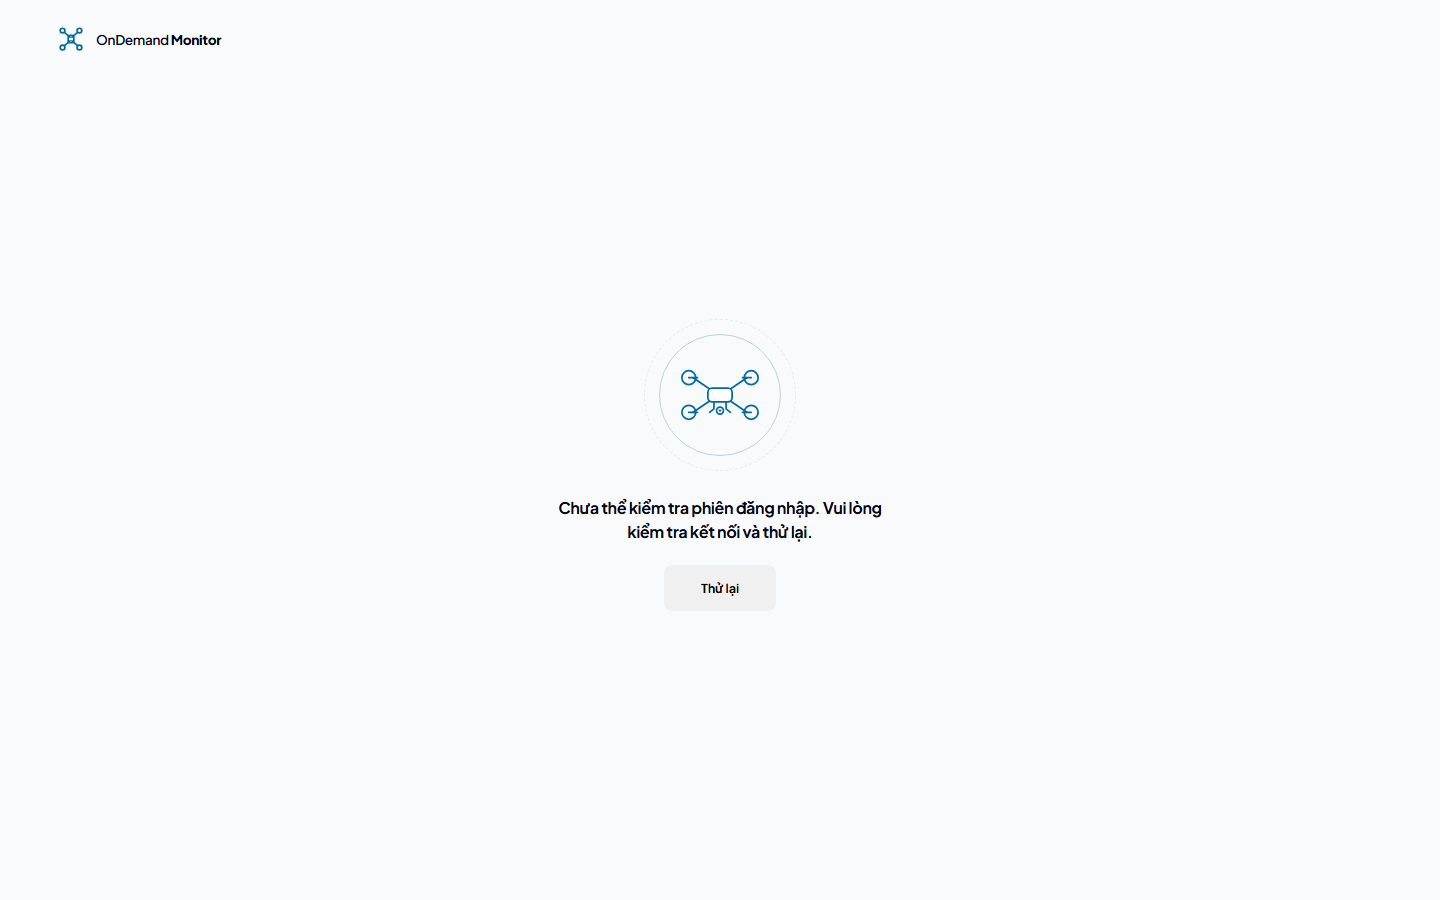 OnDemand Monitor
Chưa thể kiểm tra phiên đăng nhập. Vui lòng
kiểm tra kết nối và thử lại.
Thử lại